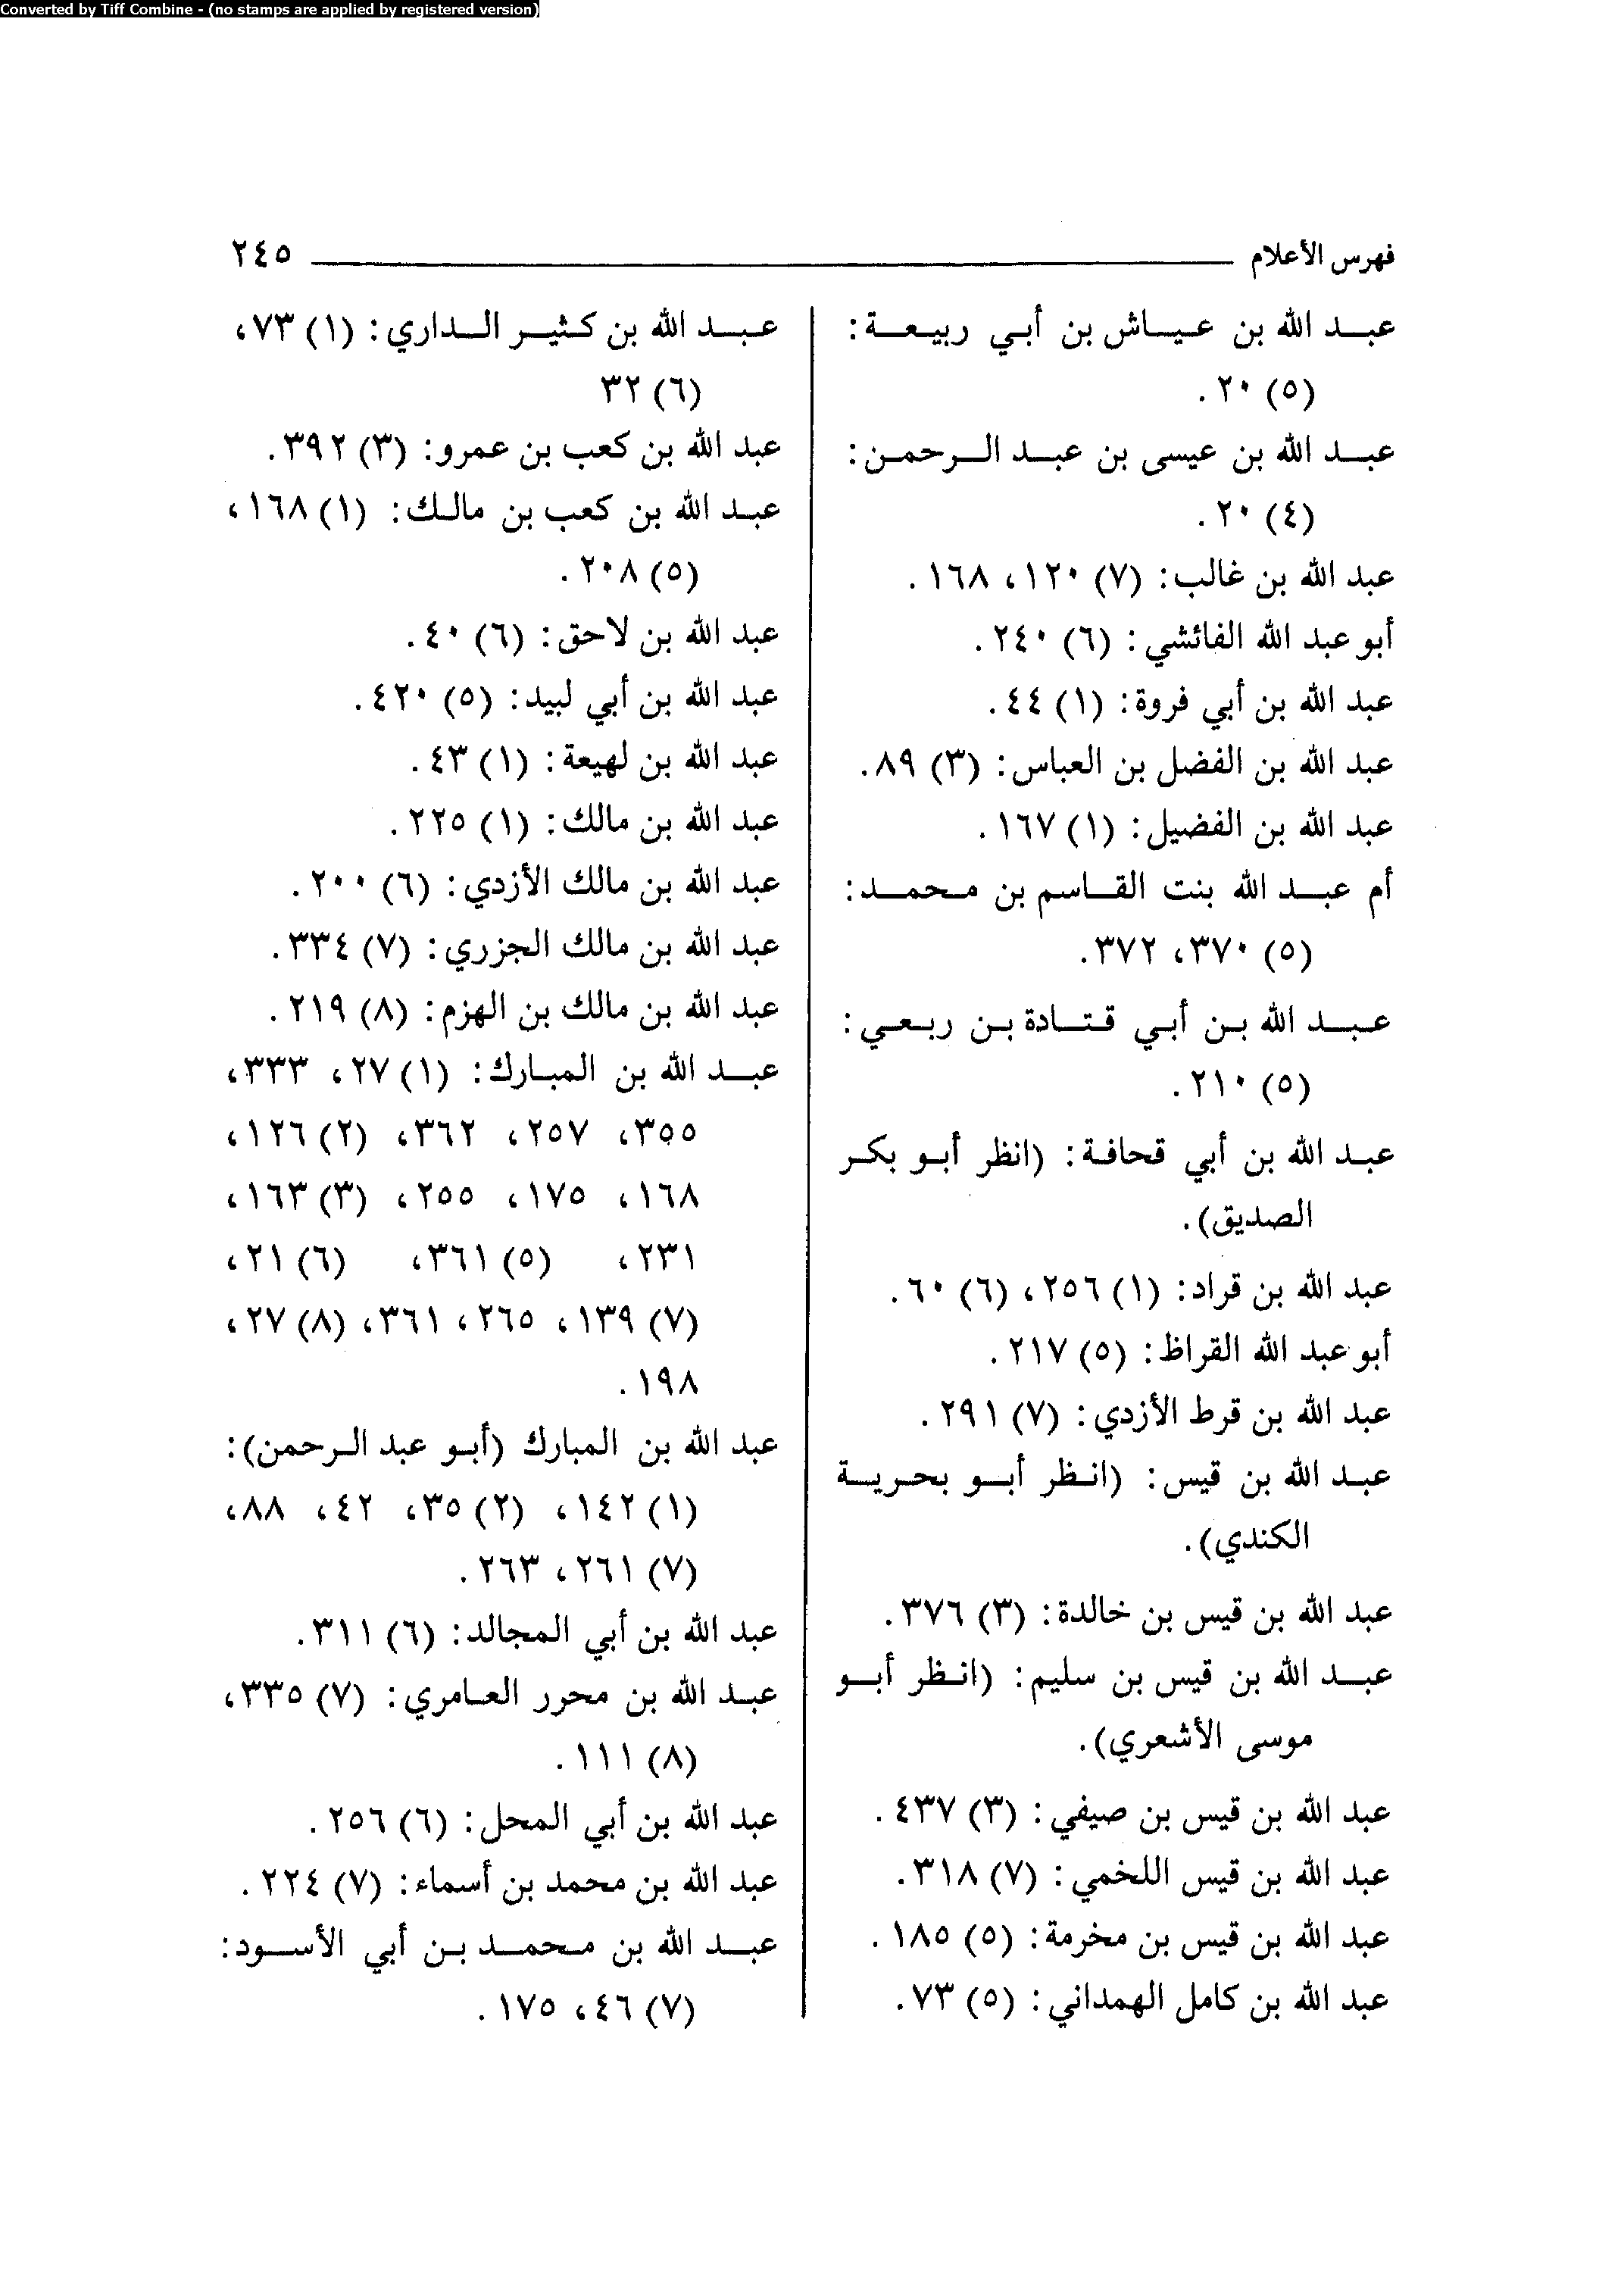 Converted by Tiff Combine - (no stamps are applied by registered version)
فهرس الأعلام ٢٤٥
عبد الله بن عياش بن أبي ربيعة:
(٥) ٢٠.
عبد الله بن عيسى بن عبد الرحمن:
(٤) ٢٠.
عبد الله بن غالب: (٧) ١٢٠، ١٦٨.
أبو عبد الله الفائشي: (٦) ٢٤٠.
عبد الله بن أبي فروة: (١) ٤٤.
عبد الله بن الفضل بن العباس: (٣) ٨٩.
عبد الله بن الفضيل: (١) ١٦٧.
أم عبد الله بنت القاسم بن محمد:
(٥) ٣٧٠، ٣٧٢.
عبد الله بن أبي قتادة بن ربعي:
(٥) ٢١٠.
عبد الله بن أبي قحافة: (انظر أبو بكر
الصديق).
عبد الله بن قراد: (١) ٢٥٦، (٦) ٦٠.
أبو عبد الله القراظ: (٥) ٢١٧.
عبد الله بن قرط الأزدي: (٧) ٢٩١.
عبد الله بن قيس: (انظر أبو بحرية
الكندي).
عبد الله بن قيس بن خالدة: (٣) ٣٧٦.
عبد الله بن قيس بن سليم: (انظر أبو
موسى الأشعري).
عبد الله بن قيس بن صيفي: (٣) ٤٣٧.
عبد الله بن قيس اللخمي: (٧) ٣١٨.
عبد الله بن قيس بن مخرمة: (٥) ١٨٥.
عبد الله بن كامل الهمداني: (٥) ٧٣.
عبد الله بن كثير الداري: (١) ٧٣،
(٦) ٣٢
عبد الله بن كعب بن عمرو: (٣) ٣٩٢.
عبد الله بن كعب بن مالك: (١) ١٦٨،
(٥) ٢٠٨.
عبد الله بن لاحق: (٦) ٤٠.
عبد الله بن أبي لبيد: (٥) ٤٢٠.
عبد الله بن لهيعة: (١) ٤٣.
عبد الله بن مالك: (١) ٢٢٥.
عبد الله بن مالك الأزدي: (٦) ٢٠٠.
عبد الله بن مالك الجزري: (٧) ٣٣٤.
عبد الله بن مالك بن الهزم: (٨) ٢١٩.
عبد الله بن المبارك: (١) ٢٧، ٣٣٣،
٣٥٥، ٢٥٧، ٣٦٢، (٢) ١٢٦،
١٦٨، ١٧٥، ٢٥٥، (٣) ١٦٣،
٢٣١، (٥) ٣٦١، (٦) ٢١،
(٧) ١٣٩، ٢٦٥، ٣٦١، (٨) ٢٧،
١٩٨.
عبد الله بن المبارك (أبو عبد الرحمن):
(١) ١٤٢، (٢) ٣٥، ٤٢، ٨٨،
(٧) ٢٦١، ٢٦٣.
عبد الله بن أبي المجالد: (٦) ٣١١.
عبد الله بن محرر العامري: (٧) ٣٣٥،
(٨) ١١١.
عبد الله بن أبي المحل: (٦) ٢٥٦.
عبد الله بن محمد بن أسماء: (٧) ٢٢٤.
عبد الله بن محمد بن أبي الأسود:
(٧) ٤٦، ١٧٥.